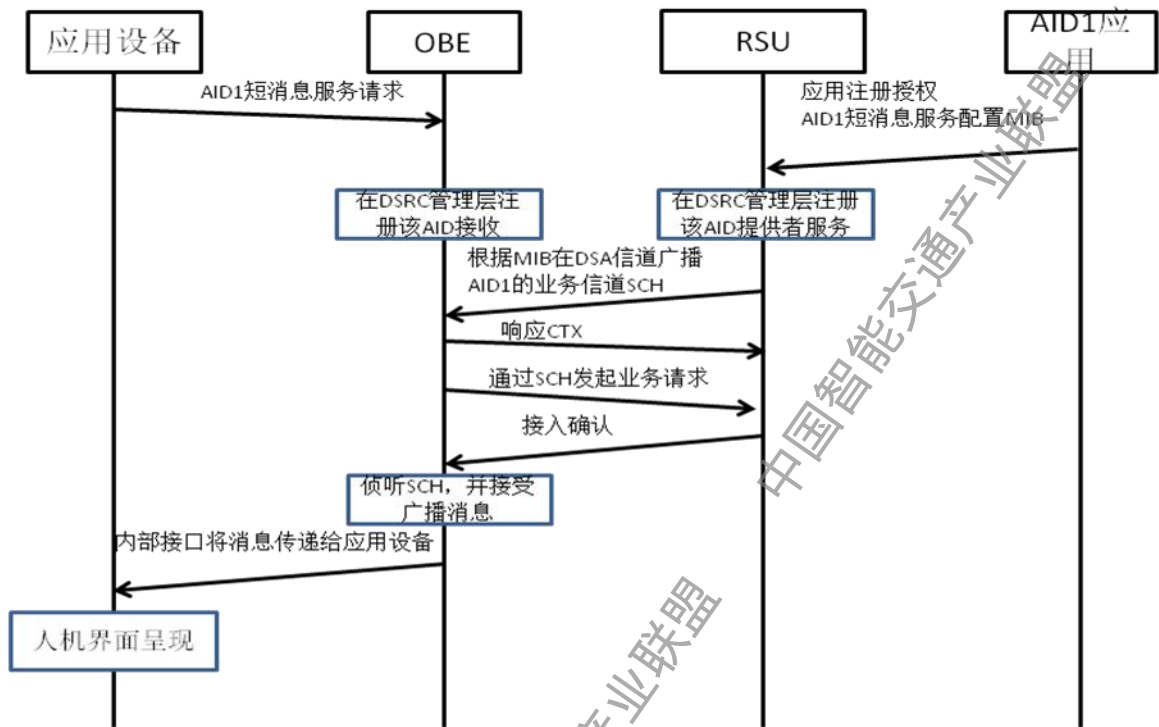 应用设备
OBE
RSU
AID1应
用
AID1短消息服务请求
应用注册授权
AID1短消息服务配置MIB
在DSRC管理层注
册该AID接收
在DSRC管理层注册
该AID提供者服务
根据MIB在DSA信道广播
AID1的业务信道SCH
响应CTX
通过SCH发起业务请求
接入确认
侦听SCH，并接受
广播消息
内部接口将消息传递给应用设备
人机界面呈现
中国智能交通产业联盟
产业联盟